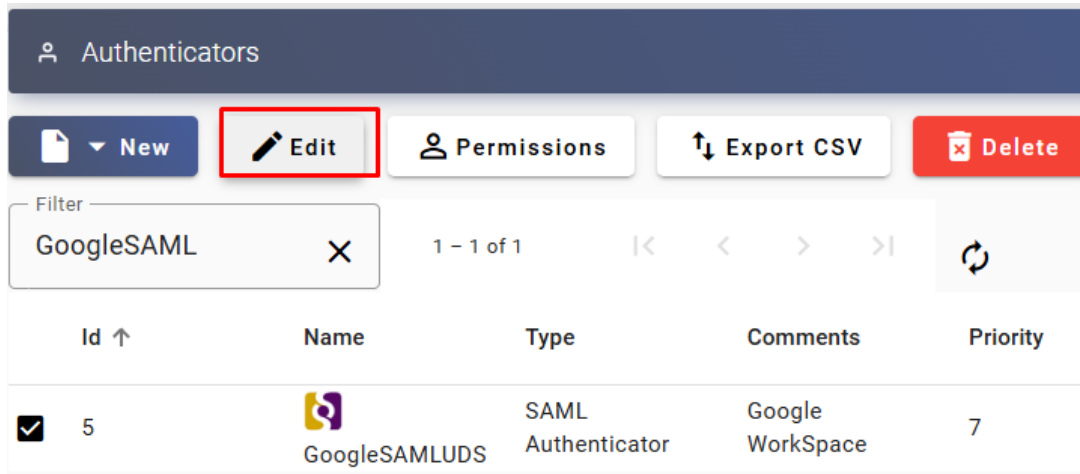 Authenticators
New Edit Permissions Export CSV Delete
Filter
GoogleSAML 1 – 1 of 1
Id Name Type Comments Priority
5 GoogleSAMLUDS SAML Authenticator Google WorkSpace 7